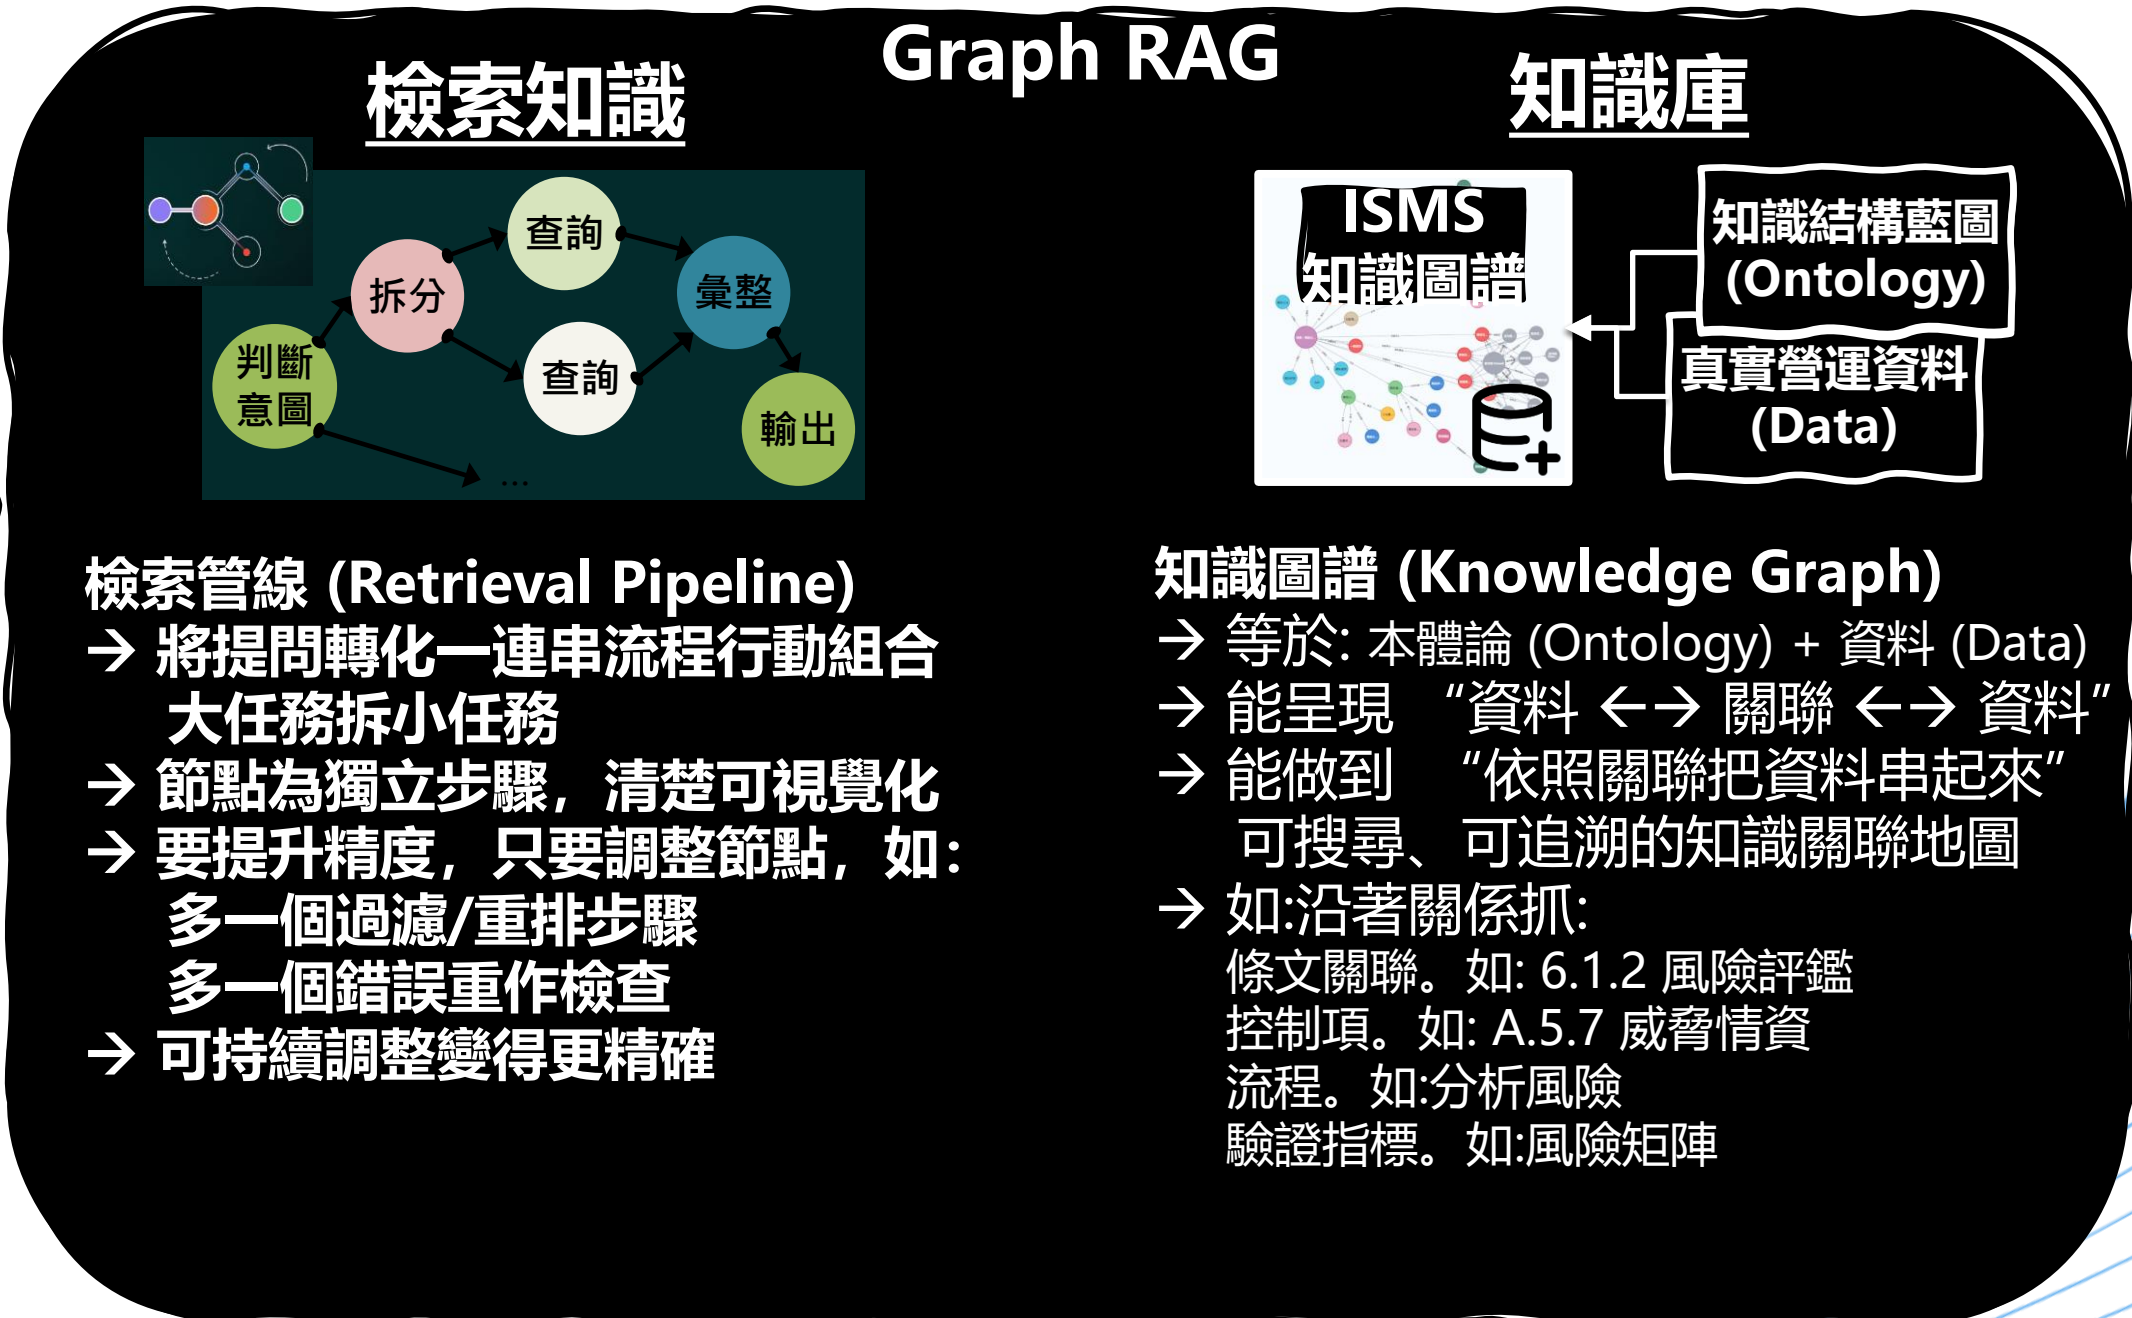 Graph RAG
檢索知識
查詢
拆分
彙整
判斷
意圖
查詢
輸出
...
檢索管線 (Retrieval Pipeline)
→ 將提問轉化一連串流程行動組合
大任務拆小任務
→ 節點為獨立步驟，清楚可視覺化
→ 要提升精度，只要調整節點，如：
多一個過濾/重排步驟
多一個錯誤重作檢查
→ 可持續調整變得更精確
知識庫
ISMS
知識圖譜
知識結構藍圖
(Ontology)
真實營運資料
(Data)
知識圖譜 (Knowledge Graph)
→ 等於: 本體論 (Ontology) + 資料 (Data)
→ 能呈現 “資料 ←→ 關聯 ←→ 資料”
→ 能做到 “依照關聯把資料串起來”
可搜尋、可追溯的知識關聯地圖
→ 如:沿著關係抓:
條文關聯。如: 6.1.2 風險評鑑
控制項。如: A.5.7 威脅情資
流程。如:分析風險
驗證指標。如:風險矩陣